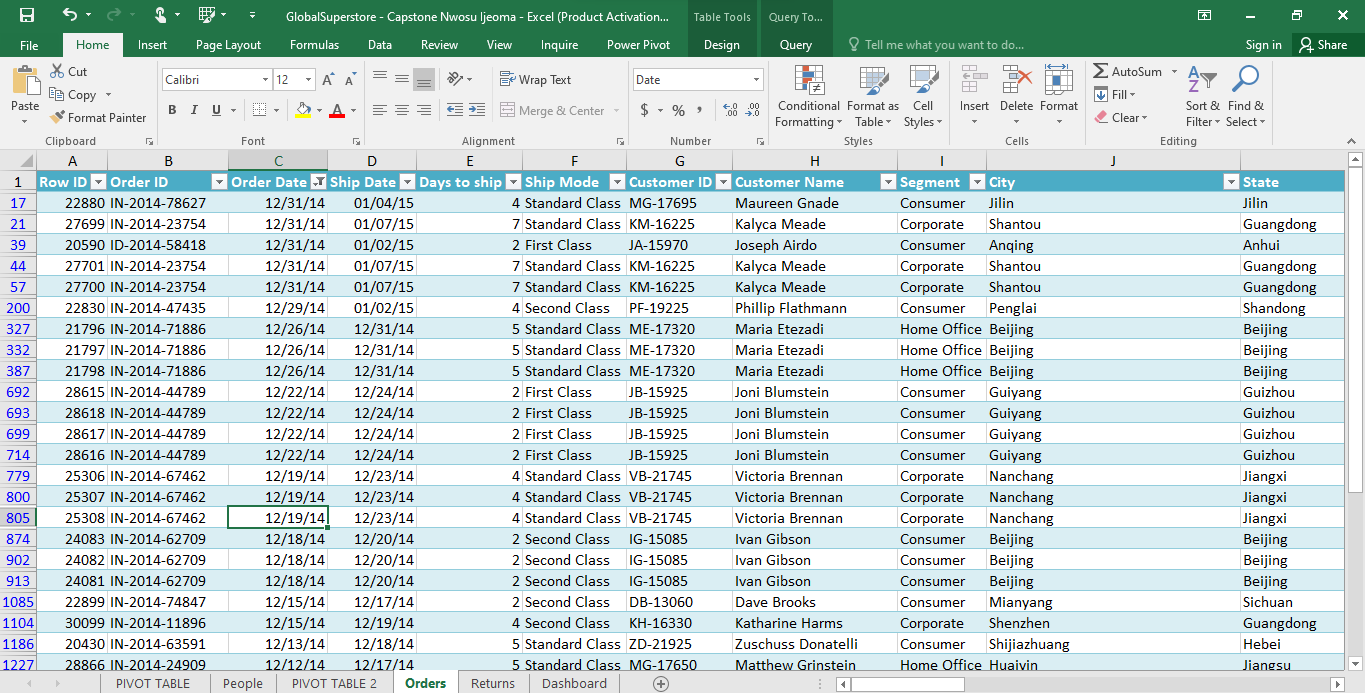 GlobalSuperstore - Capstone Nwosu Ijeoma - Excel (Product Activation... Table Tools Query To...
File Home Insert Page Layout Formulas Data Review View Inquire Power Pivot Design Query Tell me what you want to do... Sign in Share
Paste Cut Copy Format Painter Clipboard
Calibri 12 B I U A A A Font
Wrap Text Merge & Center Alignment
Date $ % , .0 .00 .00 .0 Number
Conditional Formatting Format as Table Cell Styles Styles
Insert Delete Format Cells
AutoSum Fill Clear Sort & Filter Find & Select Editing
A B C D E F G H I J
1 Row ID Order ID Order Date Ship Date Days to ship Ship Mode Customer ID Customer Name Segment City State
17 22880 IN-2014-78627 12/31/14 01/04/15 4 Standard Class MG-17695 Maureen Gnade Consumer Jilin Jilin
21 27699 IN-2014-23754 12/31/14 01/07/15 7 Standard Class KM-16225 Kalyca Meade Corporate Shantou Guangdong
39 20590 ID-2014-58418 12/31/14 01/02/15 2 First Class JA-15970 Joseph Airdo Consumer Anqing Anhui
44 27701 IN-2014-23754 12/31/14 01/07/15 7 Standard Class KM-16225 Kalyca Meade Corporate Shantou Guangdong
57 27700 IN-2014-23754 12/31/14 01/07/15 7 Standard Class KM-16225 Kalyca Meade Corporate Shantou Guangdong
200 22830 IN-2014-47435 12/29/14 01/02/15 4 Second Class PF-19225 Phillip Flathmann Consumer Penglai Shandong
327 21796 IN-2014-71886 12/26/14 12/31/14 5 Standard Class ME-17320 Maria Etezadi Home Office Beijing Beijing
332 21797 IN-2014-71886 12/26/14 12/31/14 5 Standard Class ME-17320 Maria Etezadi Home Office Beijing Beijing
387 21798 IN-2014-71886 12/26/14 12/31/14 5 Standard Class ME-17320 Maria Etezadi Home Office Beijing Beijing
692 28615 IN-2014-44789 12/22/14 12/24/14 2 First Class JB-15925 Joni Blumstein Consumer Guiyang Guizhou
693 28618 IN-2014-44789 12/22/14 12/24/14 2 First Class JB-15925 Joni Blumstein Consumer Guiyang Guizhou
699 28617 IN-2014-44789 12/22/14 12/24/14 2 First Class JB-15925 Joni Blumstein Consumer Guiyang Guizhou
714 28616 IN-2014-44789 12/22/14 12/24/14 2 First Class JB-15925 Joni Blumstein Consumer Guiyang Guizhou
779 25306 IN-2014-67462 12/19/14 12/23/14 4 Standard Class VB-21745 Victoria Brennan Corporate Nanchang Jiangxi
800 25307 IN-2014-67462 12/19/14 12/23/14 4 Standard Class VB-21745 Victoria Brennan Corporate Nanchang Jiangxi
805 25308 IN-2014-67462 12/19/14 12/23/14 4 Standard Class VB-21745 Victoria Brennan Corporate Nanchang Jiangxi
874 24083 IN-2014-62709 12/18/14 12/20/14 2 Second Class IG-15085 Ivan Gibson Consumer Beijing Beijing
902 24082 IN-2014-62709 12/18/14 12/20/14 2 Second Class IG-15085 Ivan Gibson Consumer Beijing Beijing
913 24081 IN-2014-62709 12/18/14 12/20/14 2 Second Class IG-15085 Ivan Gibson Consumer Beijing Beijing
1085 22899 IN-2014-74847 12/15/14 12/17/14 2 Second Class DB-13060 Dave Brooks Consumer Mianyang Sichuan
1104 30099 IN-2014-11896 12/15/14 12/19/14 4 Second Class KH-16330 Katharine Harms Corporate Shenzhen Guangdong
1186 20430 IN-2014-63591 12/13/14 12/18/14 5 Standard Class ZD-21925 Zuschuss Donatelli Consumer Shijiazhuang Hebei
1227 28866 IN-2014-24909 12/12/14 12/17/14 5 Standard Class MG-17650 Matthew Grinstein Home Office Huaiyin Jiangsu
PIVOT TABLE People PIVOT TABLE 2 Orders Returns Dashboard